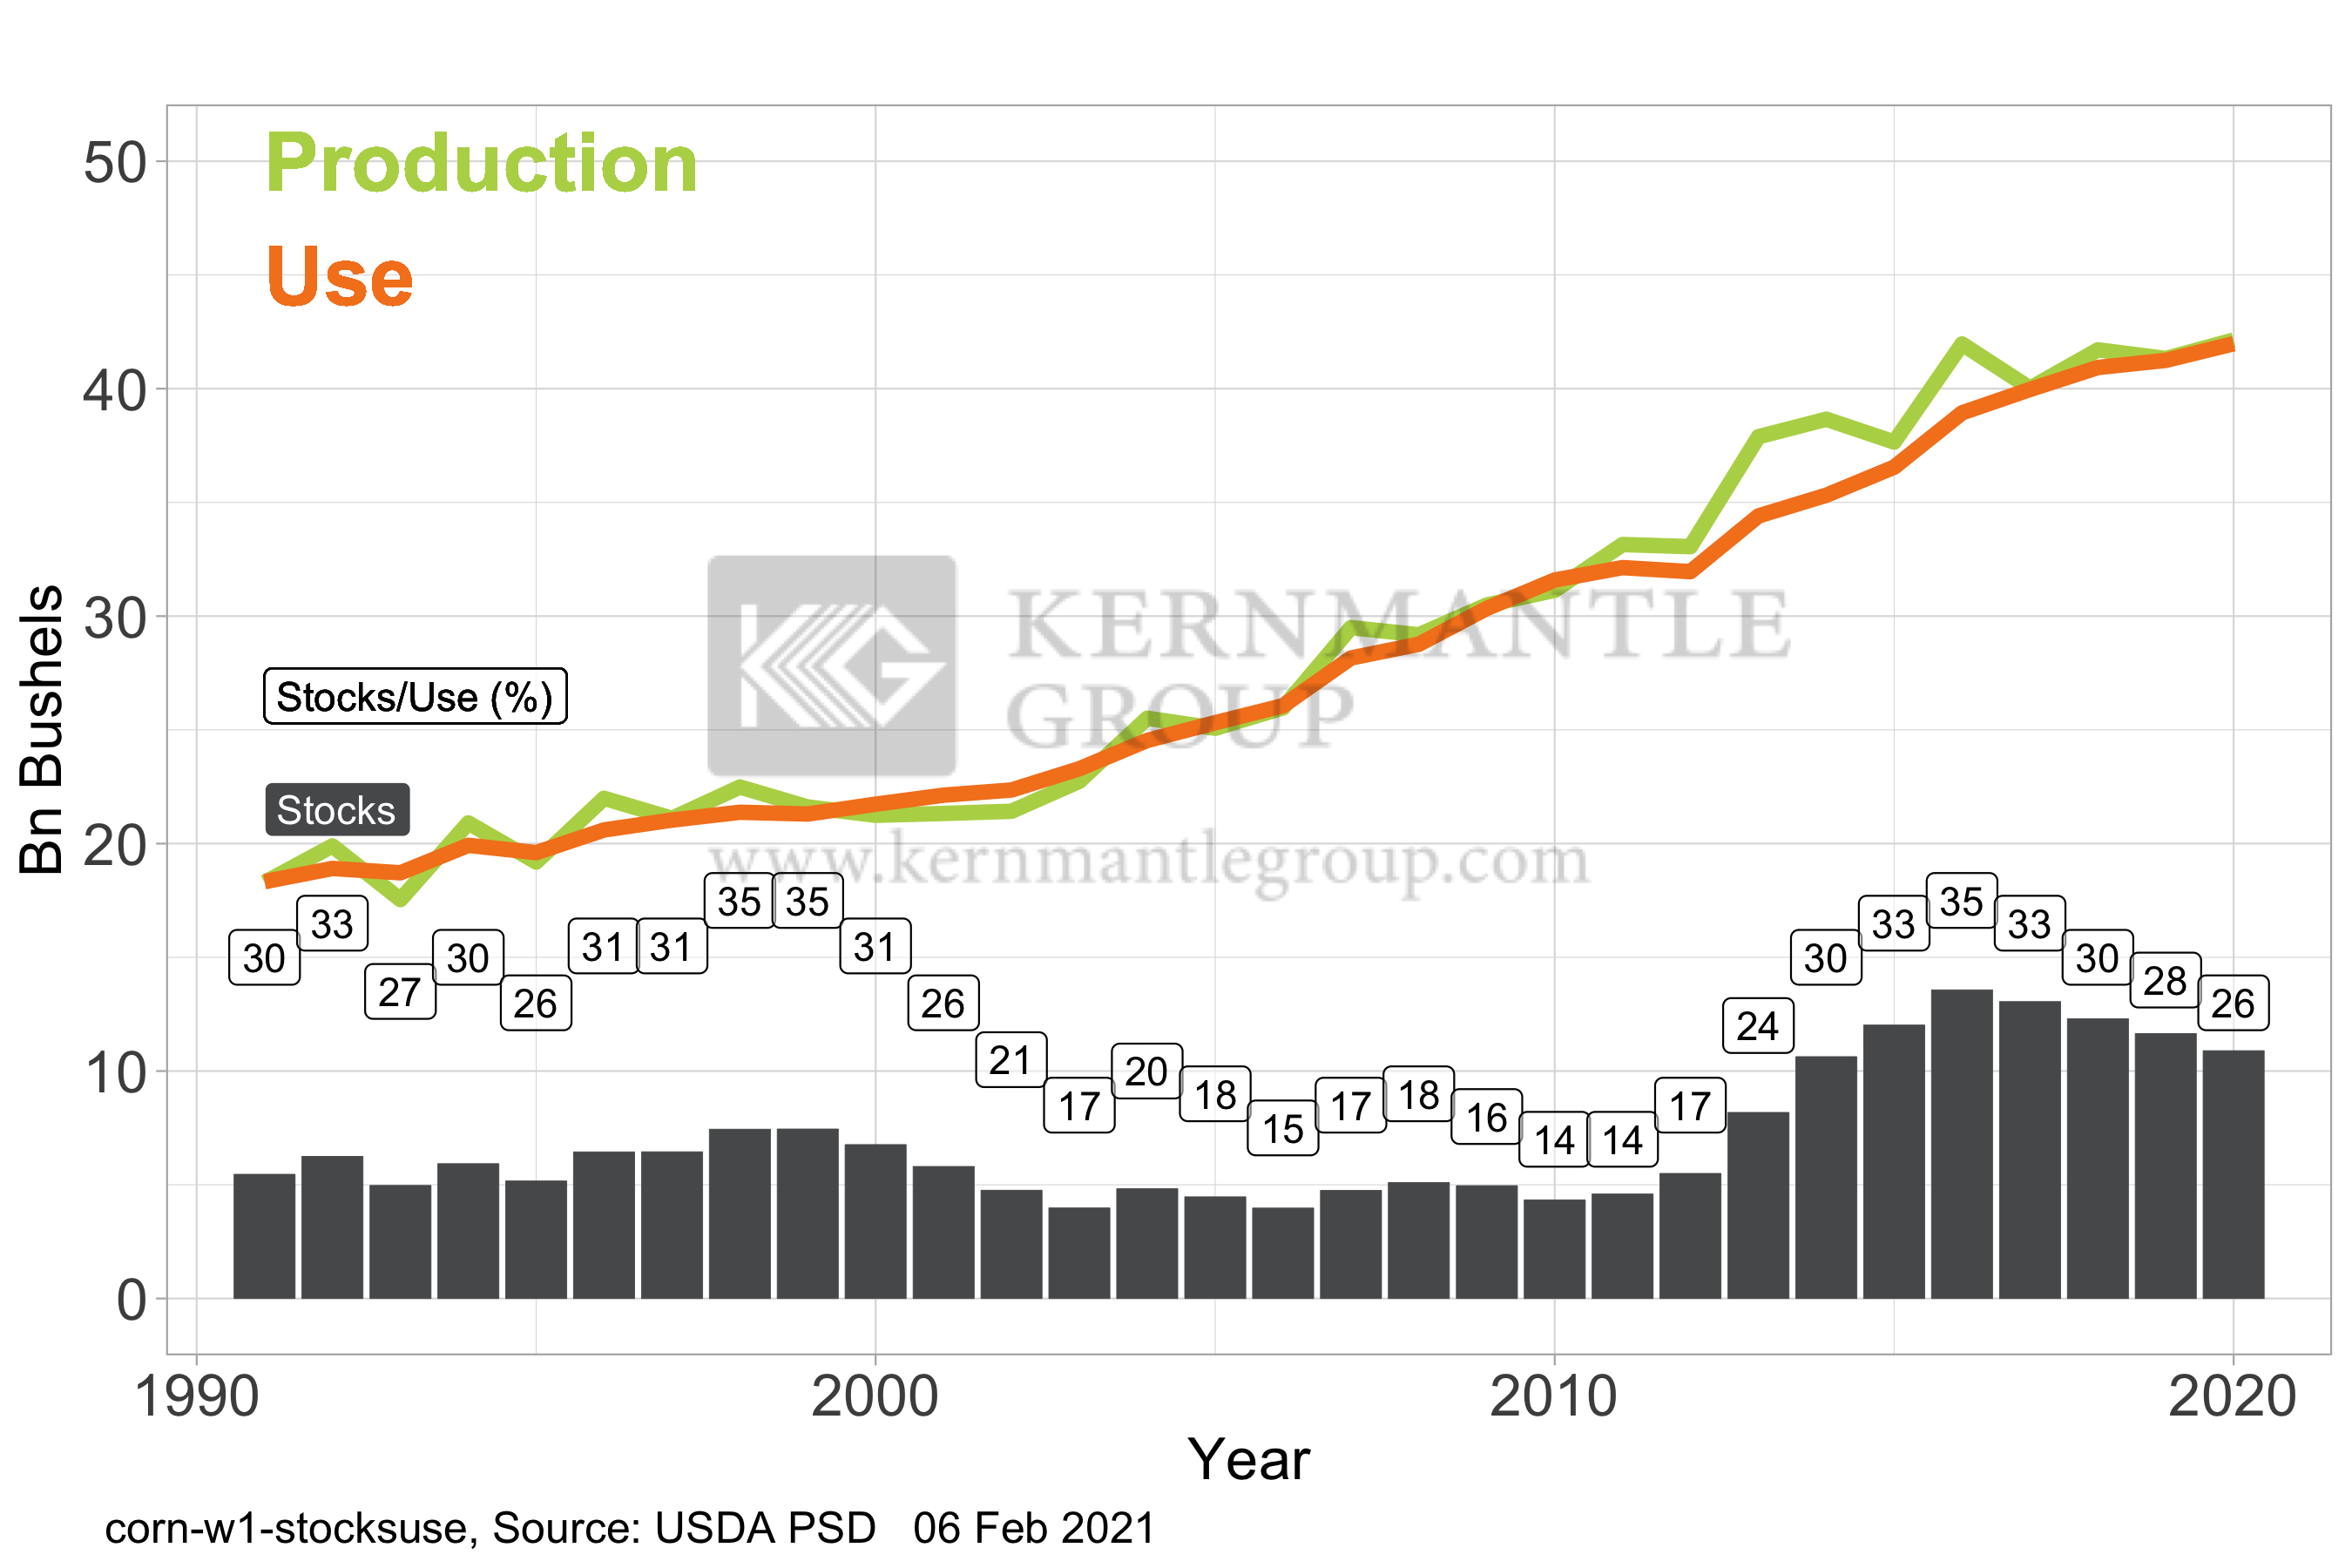 Production
Use
50
40
30
20
10
0
Bn Bushels
Stocks/Use (%)
Stocks
KERNMANTLE
GROUP
www.kernmantlegroup.com
30 33 27 30 26 31 31 35 35 31 26 21 17 20 18 15 17 18 16 14 14 17 24 30 33 35 33 30 28 26
1990 2000 2010 2020
Year
corn-w1-stocksuse, Source: USDA PSD 06 Feb 2021